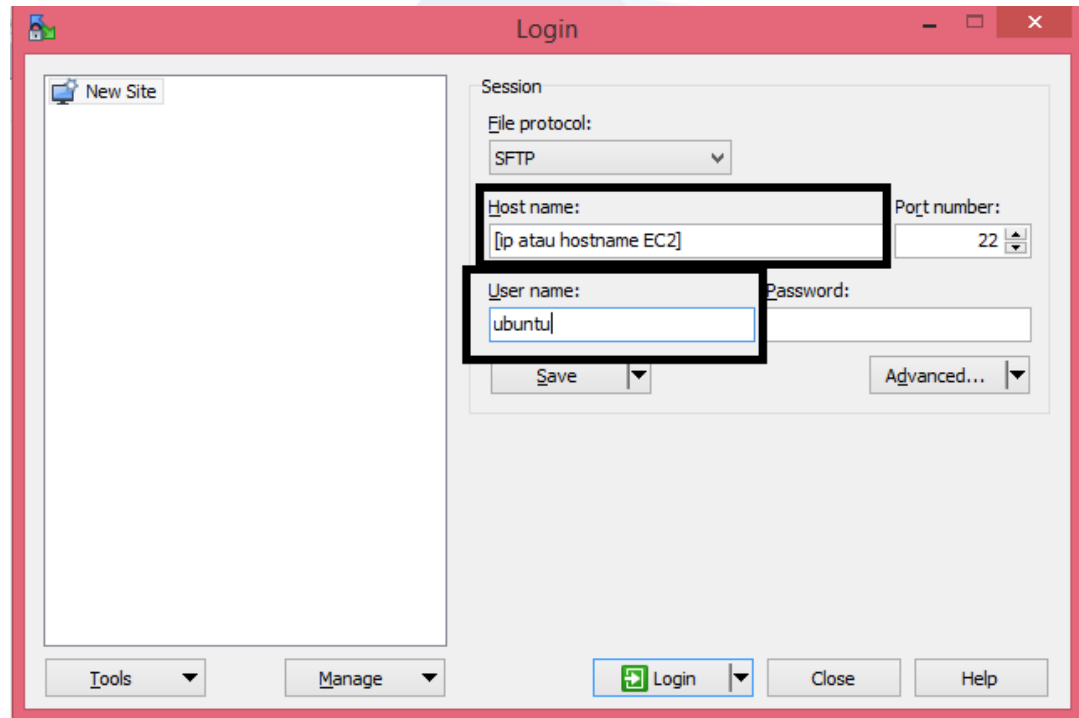 Login
New Site
Session
File protocol:
SFTP
Host name:
Port number:
[ip atau hostname EC2]
22
User name:
Password:
ubuntu
Save
Advanced...
Tools
Manage
Login
Close
Help